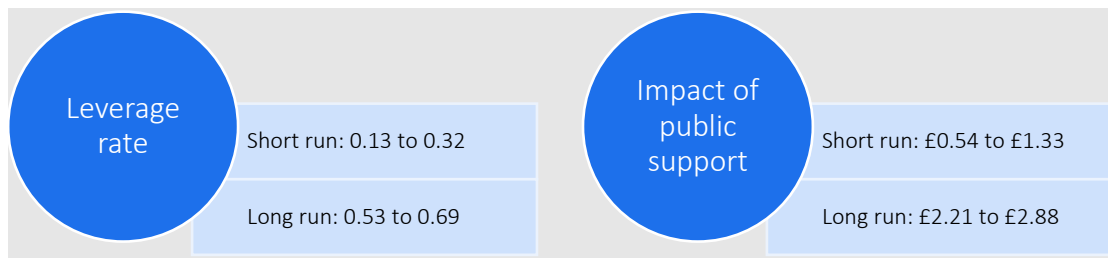 Leverage
rate
Short run: 0.13 to 0.32
Long run: 0.53 to 0.69
Impact of
public
support
Short run: £0.54 to £1.33
Long run: £2.21 to £2.88